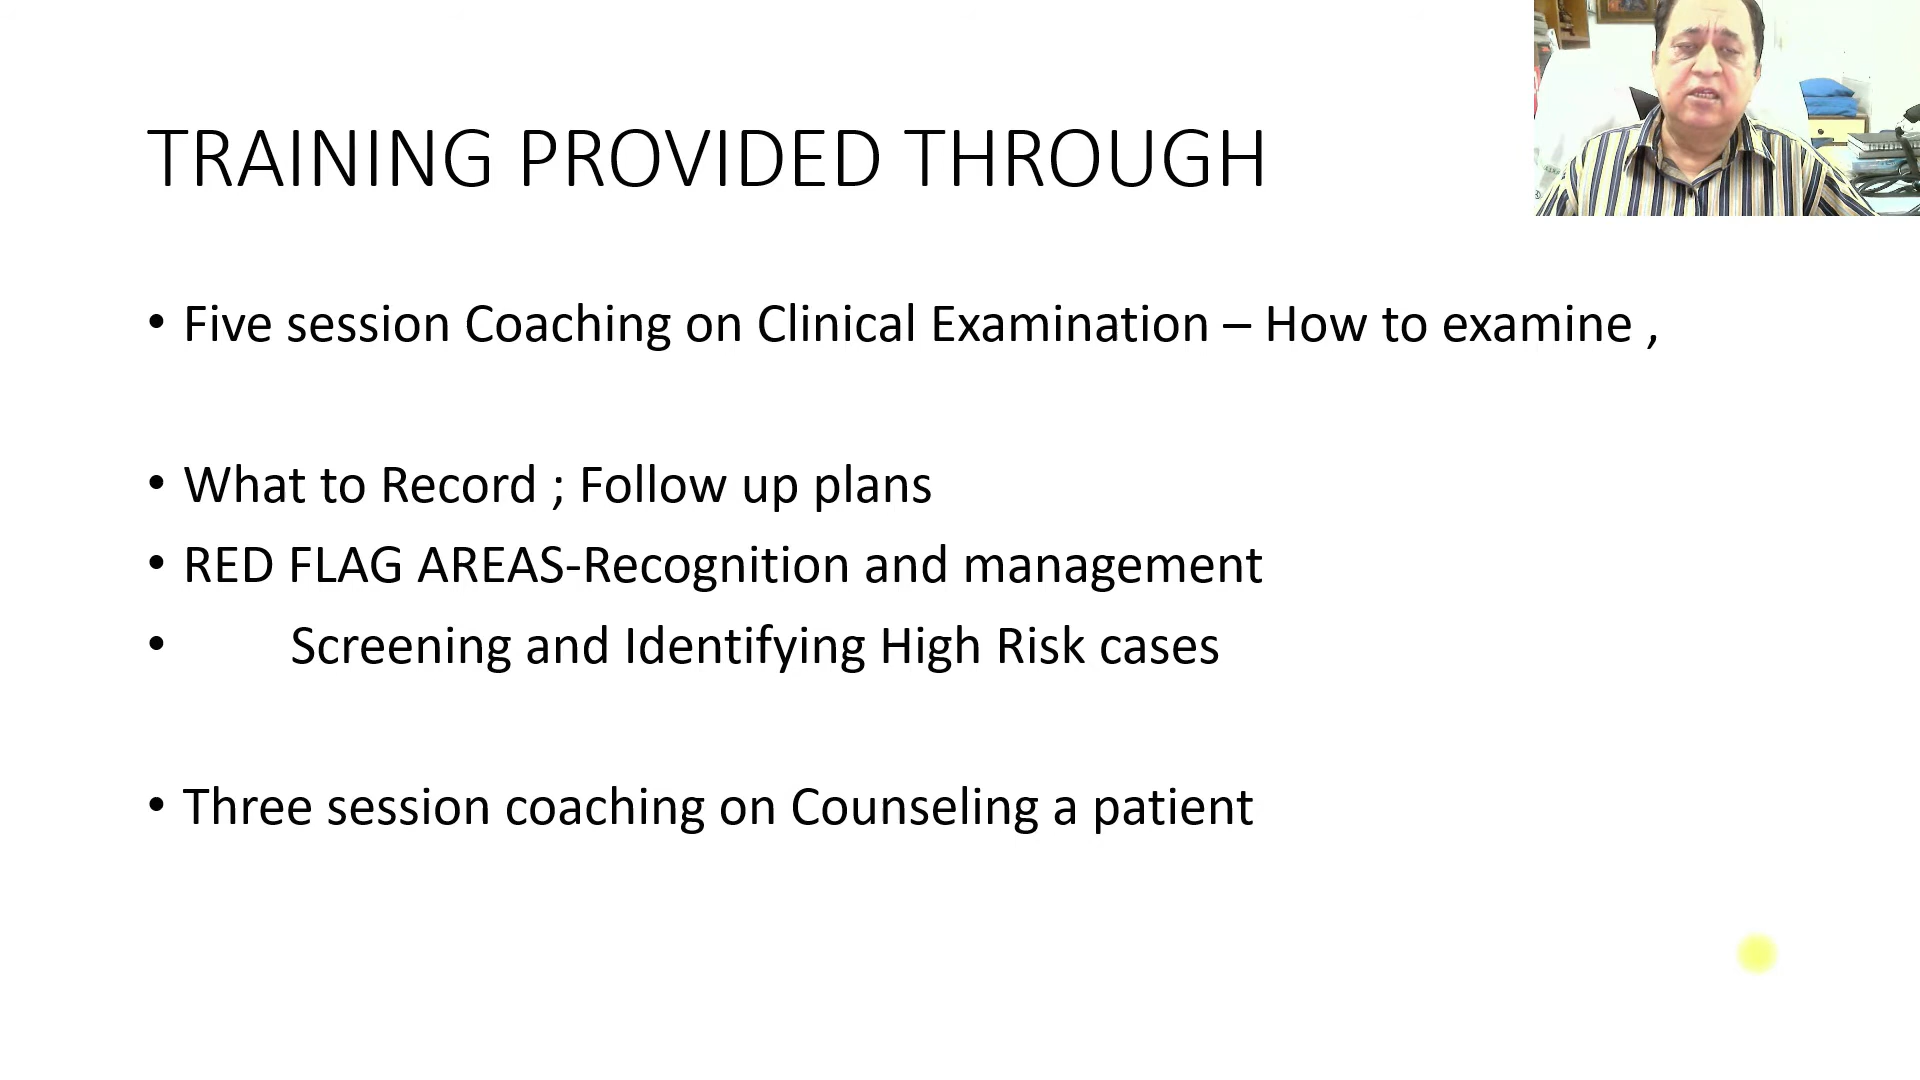 TRAINING PROVIDED THROUGH
• Five session Coaching on Clinical Examination – How to examine ,
• What to Record ; Follow up plans
• RED FLAG AREAS-Recognition and management
• Screening and Identifying High Risk cases
• Three session coaching on Counseling a patient